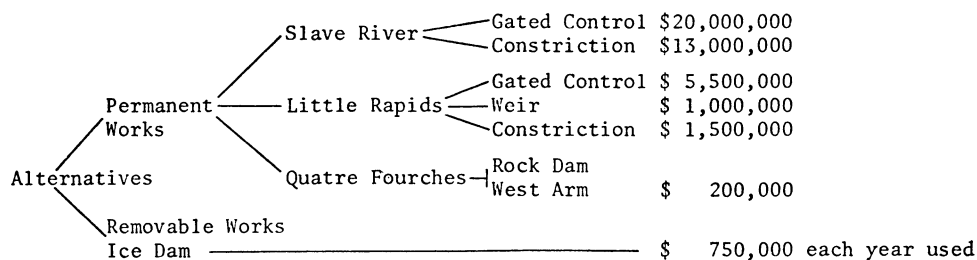 Slave River Gated Control $20,000,000
Constriction $13,000,000
Permanent Works Little Rapids Gated Control $ 5,500,000
Weir $ 1,000,000
Constriction $ 1,500,000
Alternatives Quatre Fourches Rock Dam
West Arm $ 200,000
Removable Works
Ice Dam $ 750,000 each year used